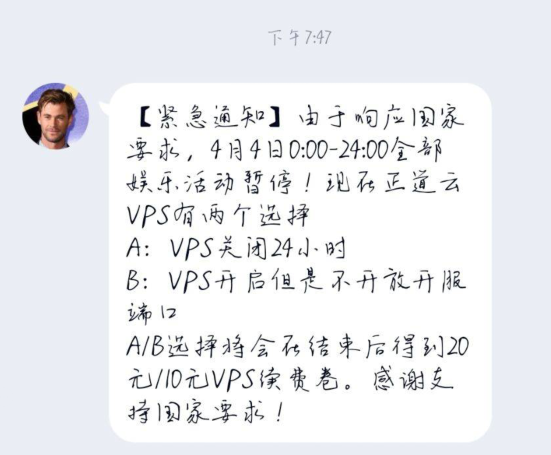 下午7:47
【紧急通知】由于响应国家
要求，4月4日0:00-24:00全部
娱乐活动暂停！现在正道云
VPS有两个选择
A：VPS关闭24小时
B：VPS开启但是不开放开服
端口
A/B选择将会在结束后得到20
元/10元VPS续费卷。感谢支
持国家要求！